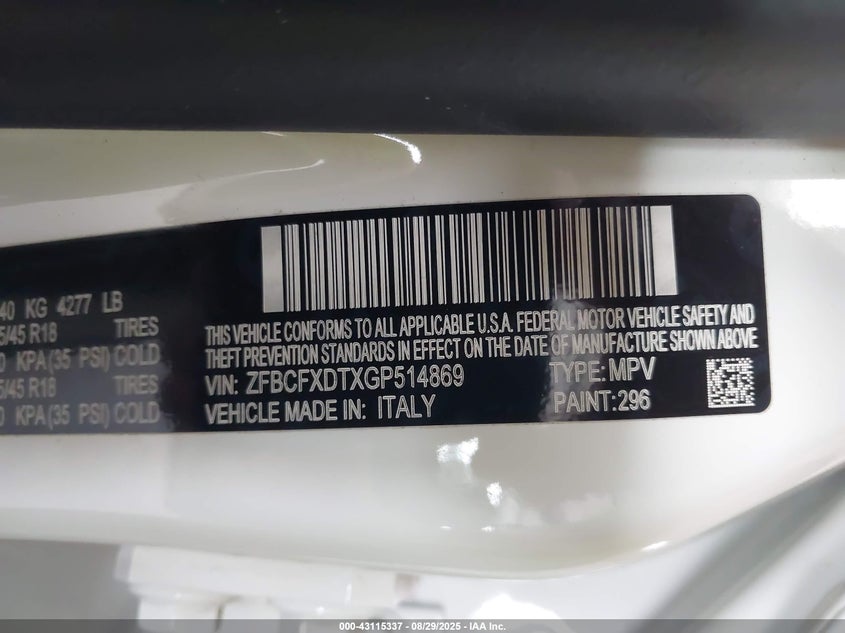 40 KG 4277 LB
5/45 R18 TIRES
0 KPA(35 PSI) COLD
5/45 R18 TIRES
0 KPA(35 PSI) COLD
THIS VEHICLE CONFORMS TO ALL APPLICABLE U.S.A. FEDERAL MOTOR VEHICLE SAFETY AND
THEFT PREVENTION STANDARDS IN EFFECT ON THE DATE OF MANUFACTURE SHOWN ABOVE
VIN: ZFBCFXDTXGP514869 TYPE: MPV
VEHICLE MADE IN: ITALY PAINT:296
000-43115337 - 08/29/2025 - IAA Inc.